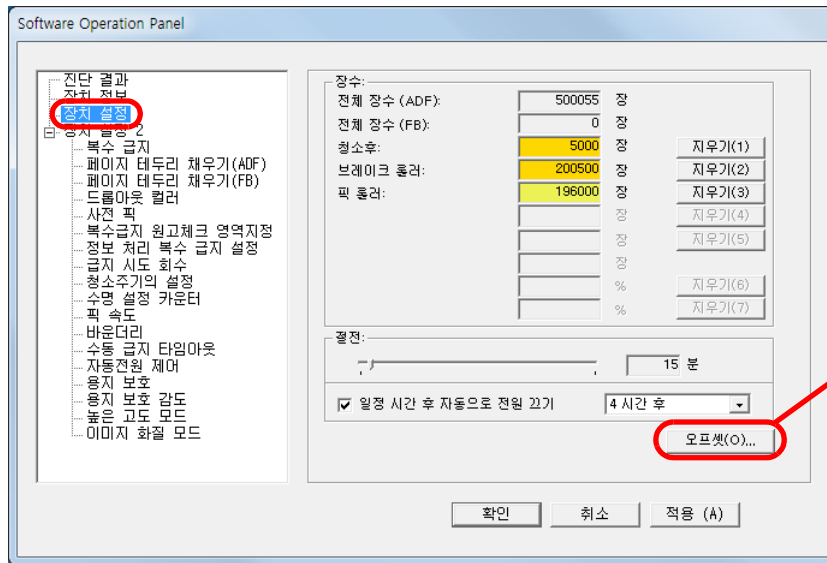 Software Operation Panel
진단 결과
장치 정보
장치 설정
장치 설정 2
복수 급지
페이지 테두리 채우기(ADF)
페이지 테두리 채우기(FB)
드롭아웃 컬러
사전 픽
복수급지 원고체크 영역지정
정보 처리 복수 급지 설정
급지 시도 회수
청소주기의 설정
수명 설정 카운터
픽 속도
바운더리
수동 급지 타임아웃
자동전원 제어
용지 보호
용지 보호 감도
높은 고도 모드
이미지 화질 모드
장수:
전체 장수 (ADF): 500055 장
전체 장수 (FB): 0 장
청소후: 5000 장 지우기(1)
브레이크 롤러: 200500 장 지우기(2)
픽 롤러: 196000 장 지우기(3)
장 지우기(4)
장 지우기(5)
장
% 지우기(6)
% 지우기(7)
절전:
15 분
일정 시간 후 자동으로 전원 끄기 4 시간 후
오프셋(O)...
확인 취소 적용 (A)